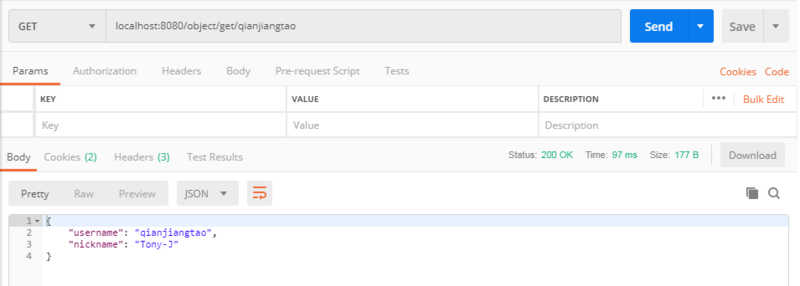 GET localhost:8080/object/get/qianjiangtao Send Save
Params Authorization Headers Body Pre-request Script Tests Cookies Code
KEY VALUE DESCRIPTION ••• Bulk Edit
Key Value Description
Body Cookies (2) Headers (3) Test Results Status: 200 OK Time: 97 ms Size: 177 B Download
Pretty Raw Preview JSON
1 {
2 "username": "qianjiangtao",
3 "nickname": "Tony-J"
4 }